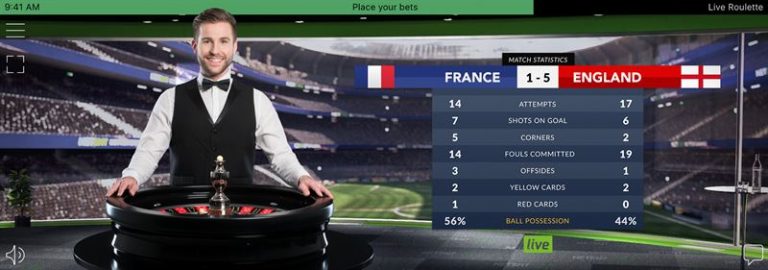 9:41 AM Place your bets Live Roulette
MATCH STATISTICS
FRANCE 1 - 5 ENGLAND
14 ATTEMPTS 17
7 SHOTS ON GOAL 6
5 CORNERS 2
14 FOULS COMMITTED 19
3 OFFSIDES 1
2 YELLOW CARDS 2
1 RED CARDS 0
56% BALL POSSESSION 44%
live